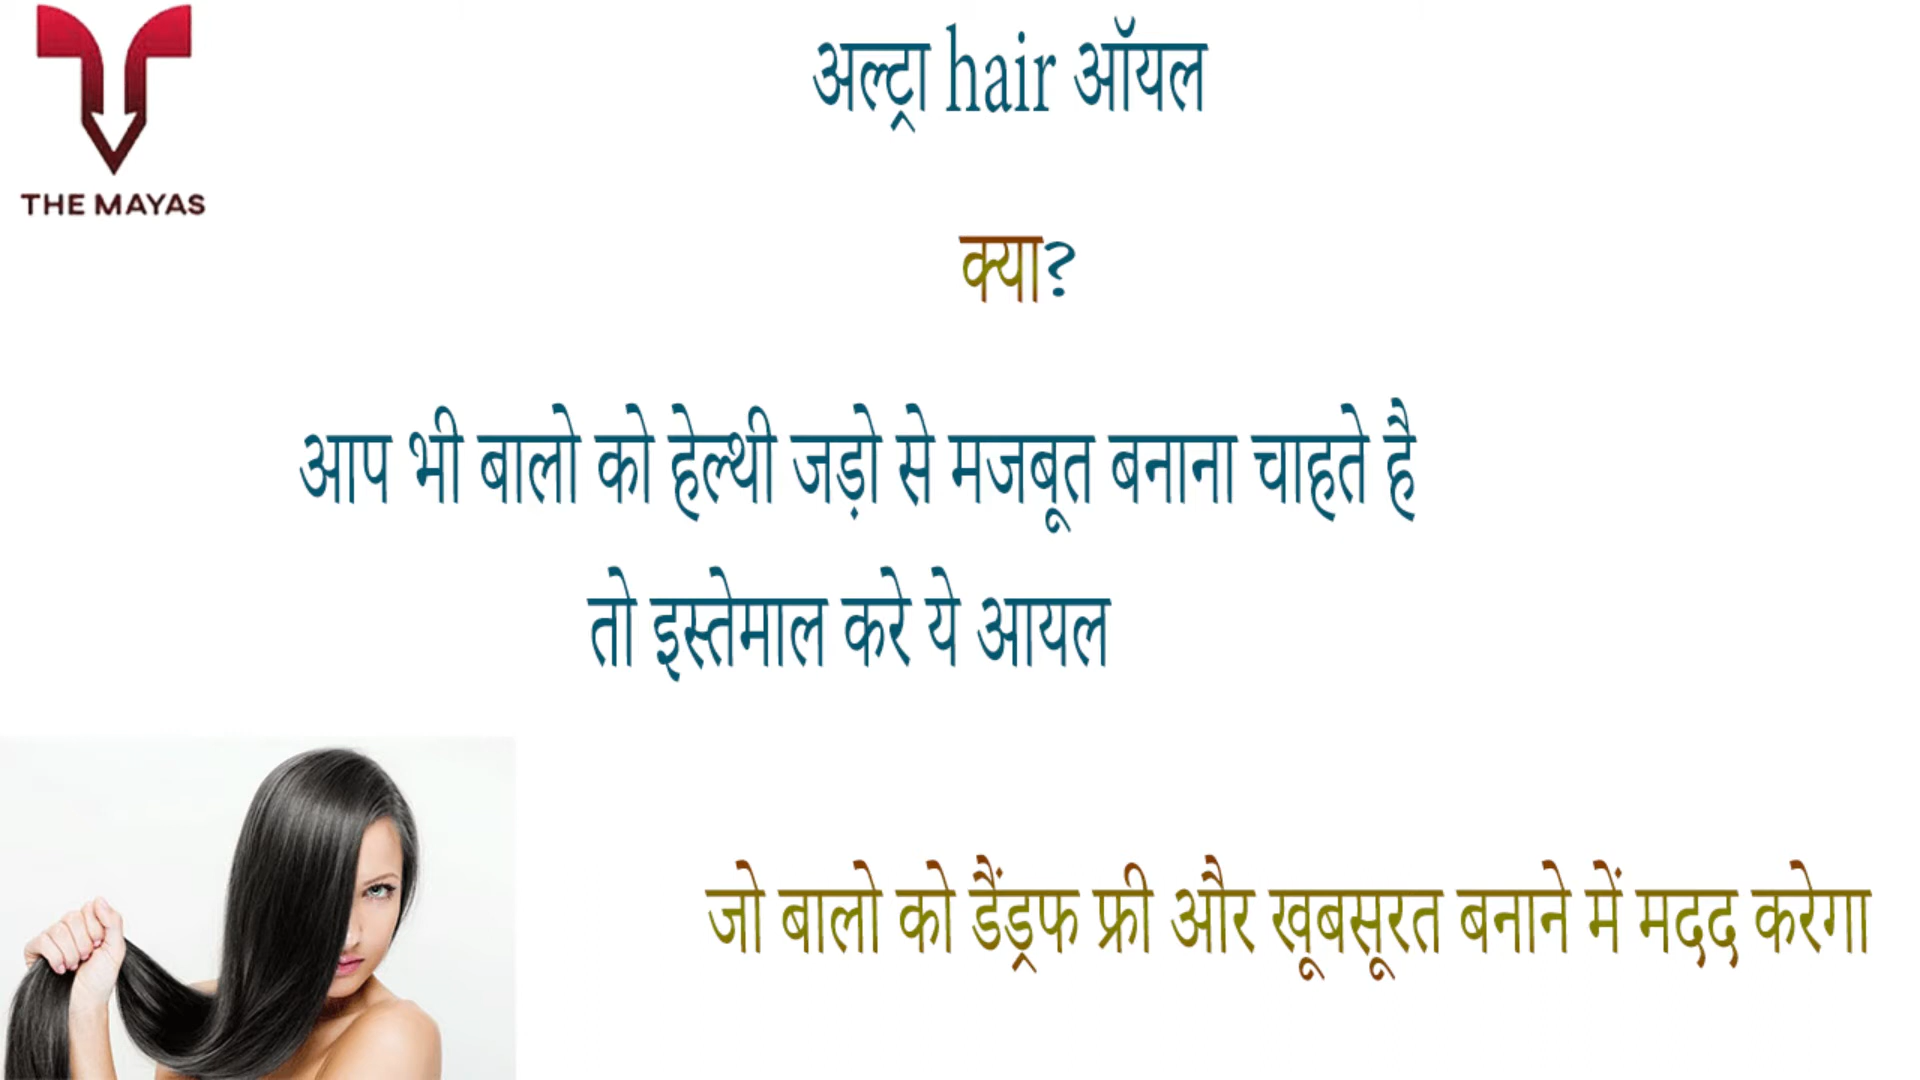 THE MAYAS
अल्ट्रा hair ऑयल
क्या?
आप भी बालो को हेल्थी जड़ो से मजबूत बनाना चाहते है
तो इस्तेमाल करे ये आयल
जो बालो को डैंड्रफ फ्री और खूबसूरत बनाने में मदद करेगा